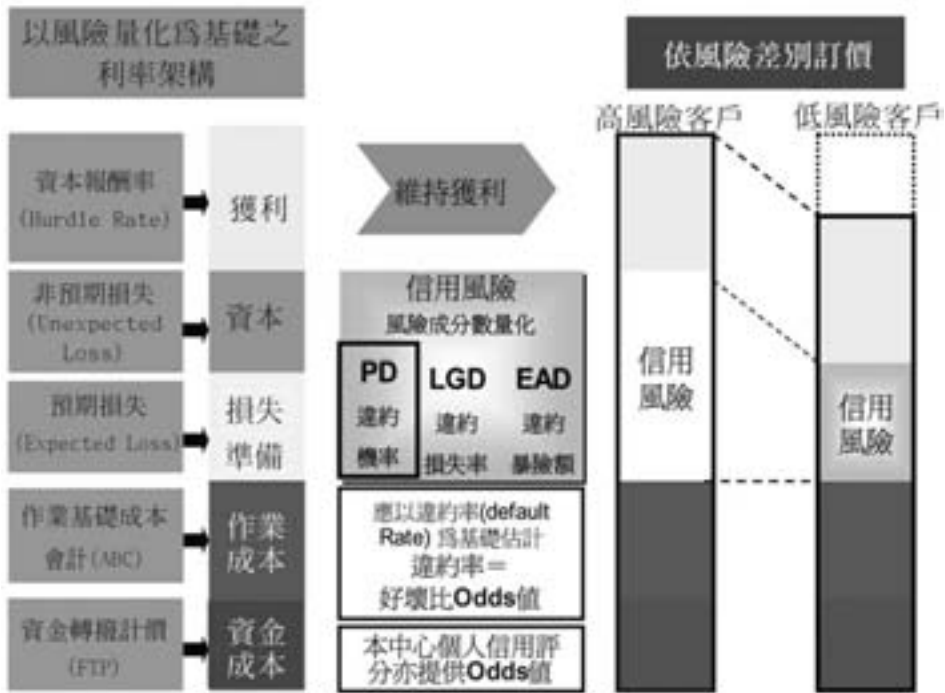 以風險量化爲基礎之
利率架構
資本報酬率
(Hurdle Rate)
獲利
非預期損失
(Unexpected
Loss)
資本
預期損失
(Expected Loss)
損失
準備
作業基礎成本
會計(ABC)
作業
成本
資金轉撥計價
(FTP)
資金
成本
維持獲利
信用風險
風險成分數量化
PD
違約
機率
LGD
違約
損失率
EAD
違約
暴險額
應以違約率(default
Rate) 爲基礎估計
違約率＝
好壞比Odds值
本中心個人信用評
分亦提供Odds值
依風險差別訂價
高風險客戶
低風險客戶
信用
風險
信用
風險